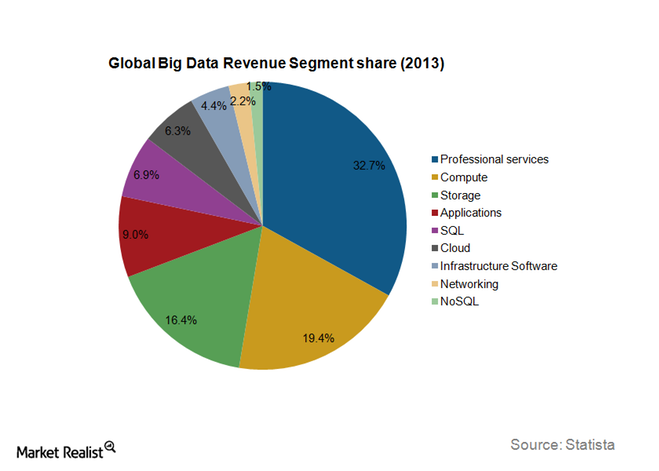 Global Big Data Revenue Segment share (2013)
1.5%
2.2%
4.4%
6.3%
6.9%
9.0%
16.4%
19.4%
32.7%
Professional services
Compute
Storage
Applications
SQL
Cloud
Infrastructure Software
Networking
NoSQL
Market Realist
Source: Statista